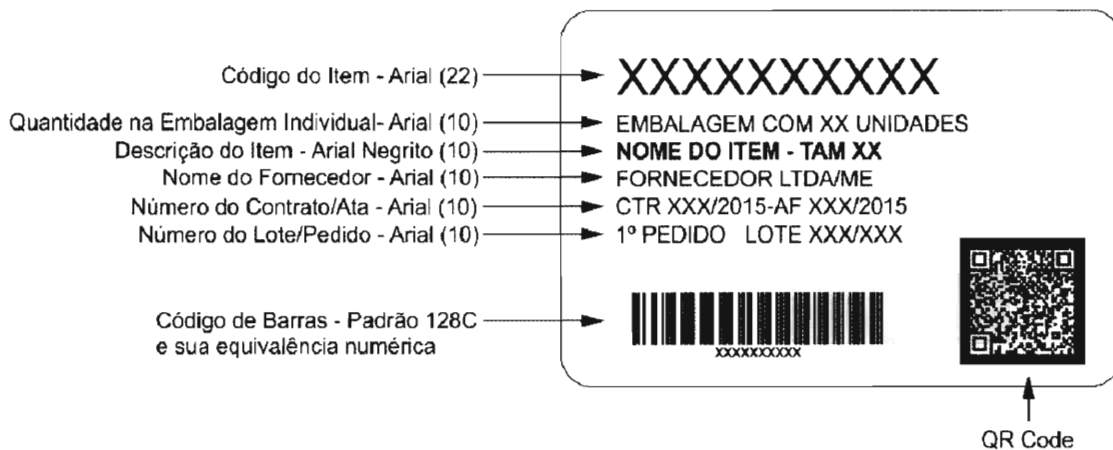 Código do Item - Arial (22)
XXXXXXXXXX
Quantidade na Embalagem Individual- Arial (10)
EMBALAGEM COM XX UNIDADES
Descrição do Item - Arial Negrito (10)
NOME DO ITEM - TAM XX
Nome do Fornecedor - Arial (10)
FORNECEDOR LTDA/ME
Número do Contrato/Ata - Arial (10)
CTR XXX/2015-AF XXX/2015
Número do Lote/Pedido - Arial (10)
1º PEDIDO LOTE XXX/XXX
Código de Barras - Padrão 128C
e sua equivalência numérica
XXXXXXXXXX
QR Code